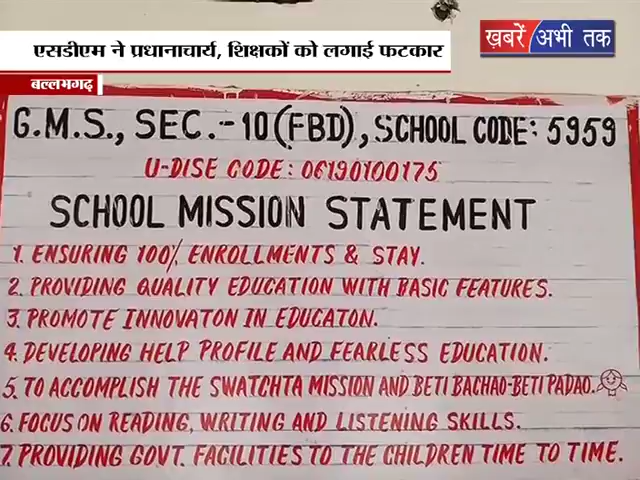 ख़बरें अभी तक
एसडीएम ने प्रधानाचार्य, शिक्षकों को लगाई फटकार
बल्लभगढ़
G.M.S., SEC.-10 (FBD), SCHOOL CODE: 5959
U-DISE CODE: 06190100175
SCHOOL MISSION STATEMENT
1. ENSURING 100% ENROLLMENTS & STAY.
2. PROVIDING QUALITY EDUCATION WITH BASIC FEATURES.
3. PROMOTE INNOVATON IN EDUCATON.
4. DEVELOPING HELP PROFILE AND FEARLESS EDUCATION.
5. TO ACCOMPLISH THE SWATCHTA MISSION AND BETI BACHAO-BETI PADAO.
6. FOCUS ON READING, WRITING AND LISTENING SKILLS.
7. PROVIDING GOVT. FACILITIES TO THE CHILDREN TIME TO TIME.